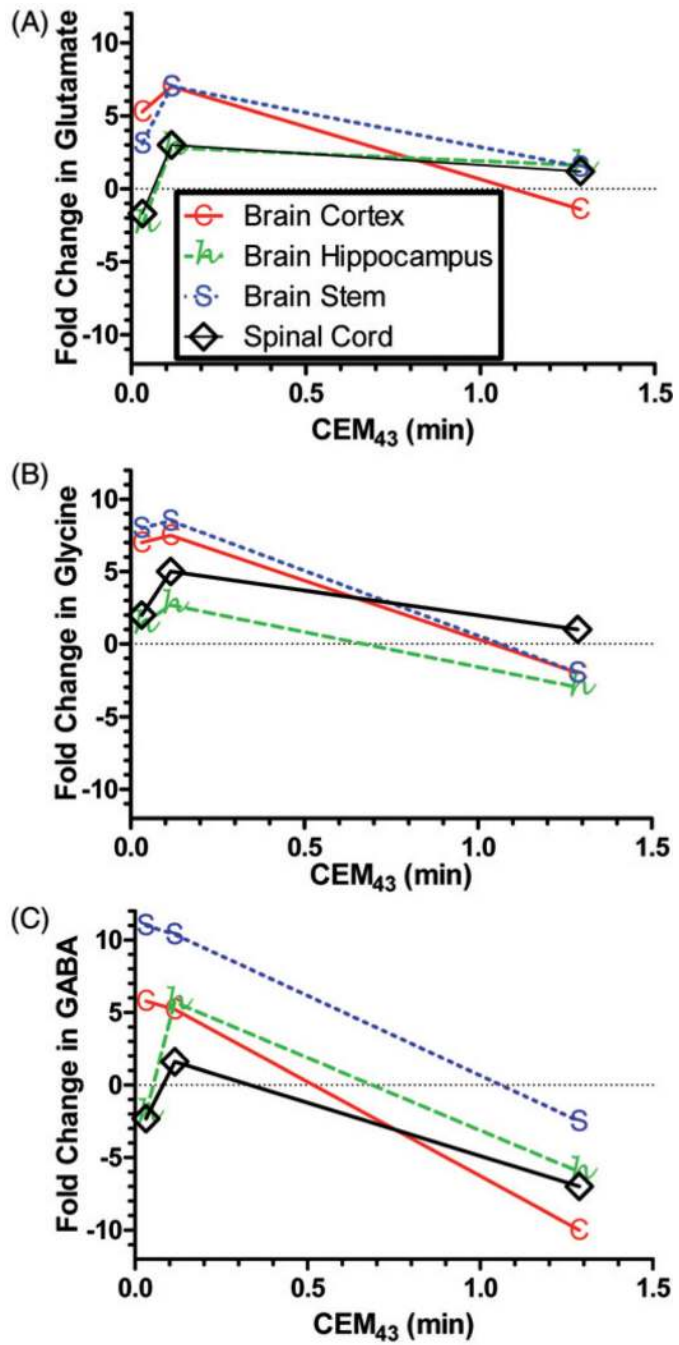 (A)
Fold Change in Glutamate
10
5
0
-5
-10
C Brain Cortex
h Brain Hippocampus
S Brain Stem
Spinal Cord
0.0 0.5 1.0 1.5
CEM43 (min)
(B)
Fold Change in Glycine
10
5
0
-5
-10
0.0 0.5 1.0 1.5
CEM43 (min)
(C)
Fold Change in GABA
10
5
0
-5
-10
0.0 0.5 1.0 1.5
CEM43 (min)